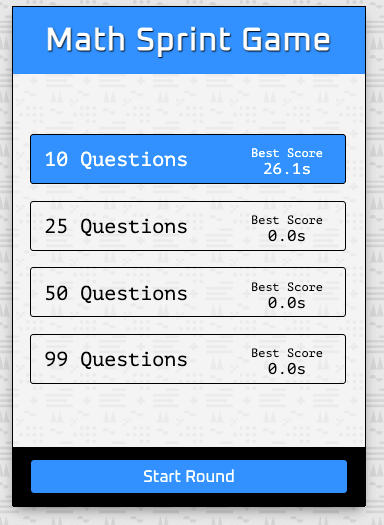 Math Sprint Game
10 Questions
Best Score
26.1s
25 Questions
Best Score
0.0s
50 Questions
Best Score
0.0s
99 Questions
Best Score
0.0s
Start Round